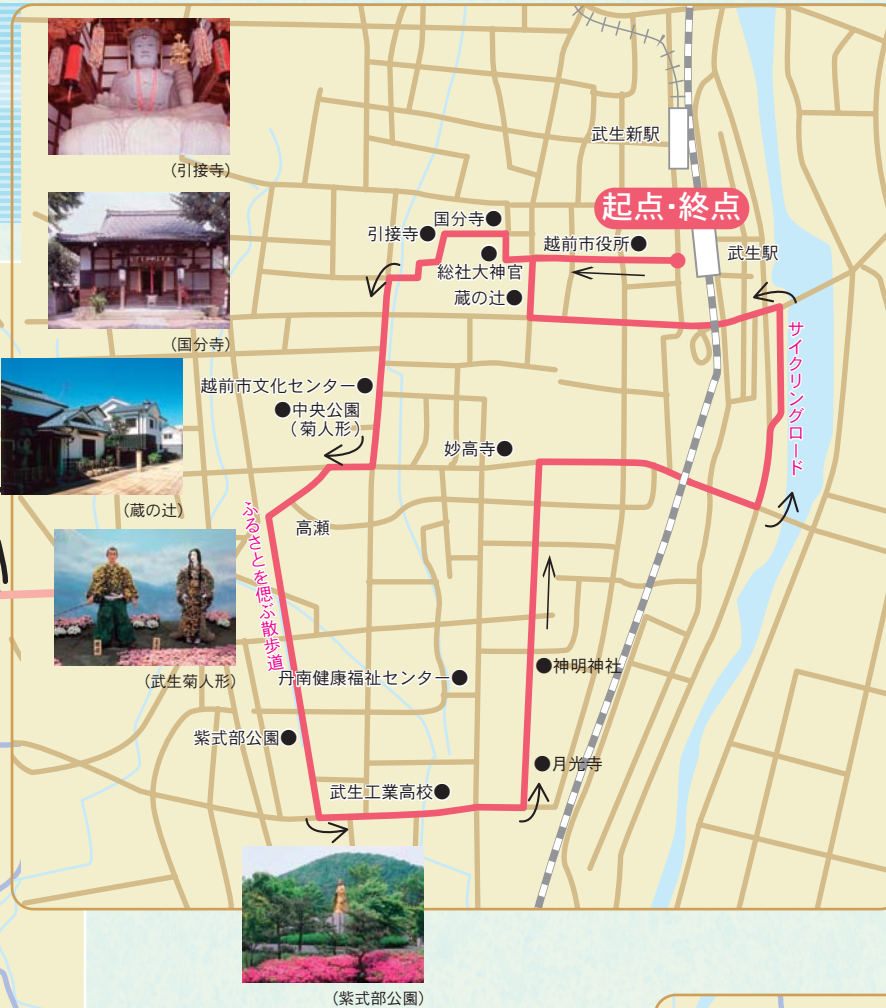 (引接寺)
(国分寺)
(蔵の辻)
(武生菊人形)
(紫式部公園)
武生新駅
起点・終点
武生駅
越前市役所
国分寺
引接寺
総社大神宮
蔵の辻
サイクリングロード
越前市文化センター
中央公園
(菊人形)
妙高寺
ふるさとを偲ぶ散歩道
高瀬
神明神社
丹南健康福祉センター
紫式部公園
月光寺
武生工業高校